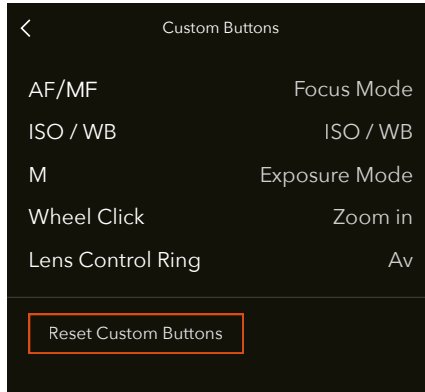 Custom Buttons
AF/MF Focus Mode
ISO / WB ISO / WB
M Exposure Mode
Wheel Click Zoom in
Lens Control Ring Av
Reset Custom Buttons